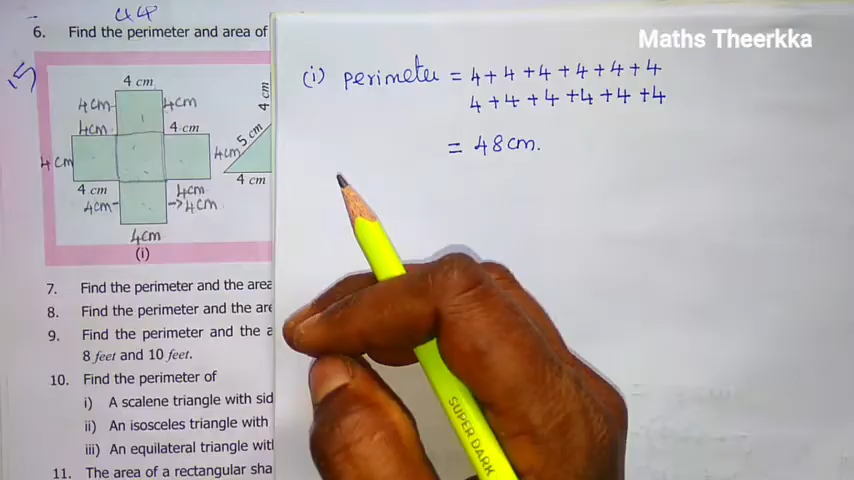 44
Maths Theerkka
6. Find the perimeter and area of
15
4 cm
4cm 4cm
4cm 4 cm
4cm 4cm
4 cm 4cm
4cm 4cm
4cm
(i)
4 cm
5 cm
4 cm
(i) perimeter = 4+4+4+4+4+4
4+4+4+4+4+4
= 48cm.
7. Find the perimeter and the area
8. Find the perimeter and the are
9. Find the perimeter and the a
8 feet and 10 feet.
10. Find the perimeter of
i) A scalene triangle with sid
ii) An isosceles triangle with
iii) An equilateral triangle wit
11. The area of a rectangular sha
SUPER DARK